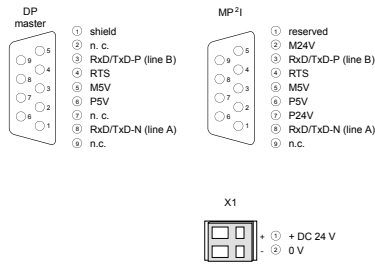 DP
master
① shield
② n. c.
③ RxD/TxD-P (line B)
④ RTS
⑤ M5V
⑥ P5V
⑦ n. c.
⑧ RxD/TxD-N (line A)
⑨ n.c.
5
9
4
8
3
7
2
6
1
MP²I
① reserved
② M24V
③ RxD/TxD-P (line B)
④ RTS
⑤ M5V
⑥ P5V
⑦ P24V
⑧ RxD/TxD-N (line A)
⑨ n.c.
5
9
4
8
3
7
2
6
1
X1
+ ① + DC 24 V
- ② 0 V